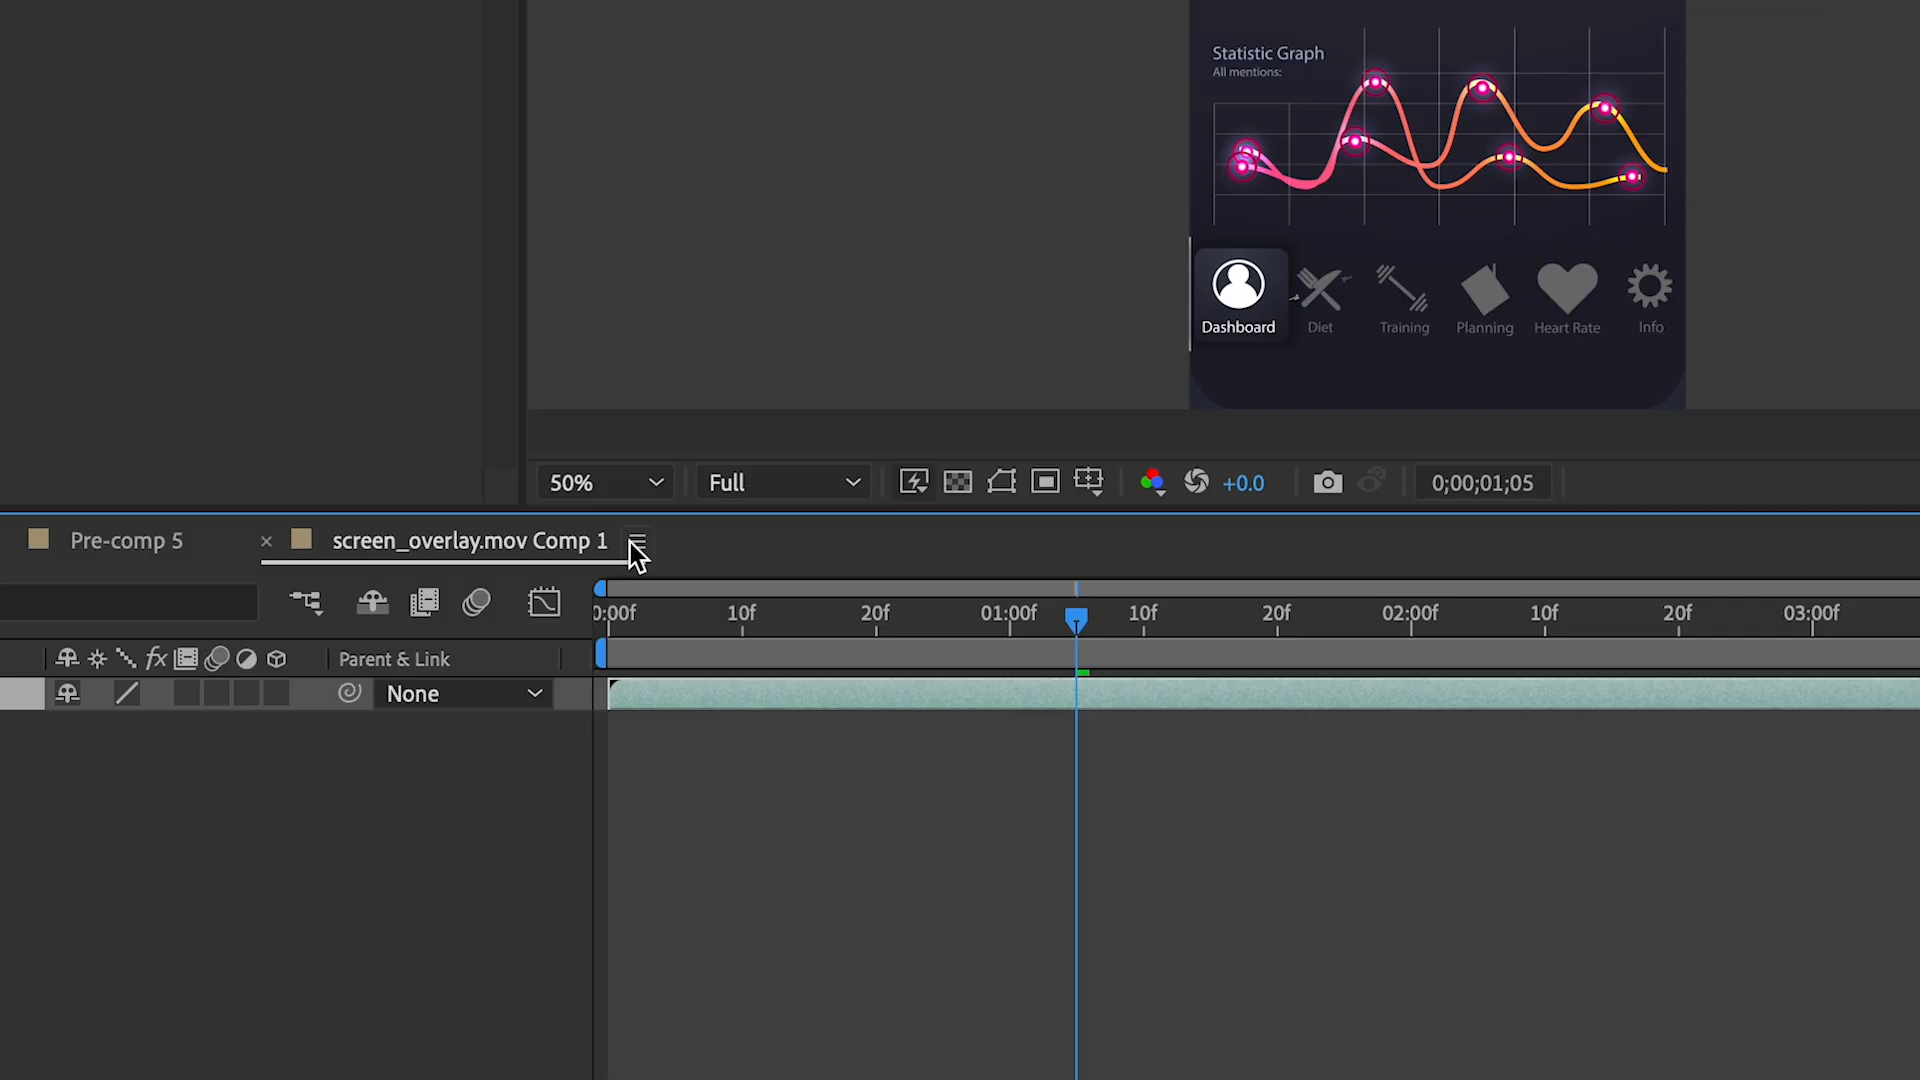 Statistic Graph
All mentions:
Dashboard
Diet
Training
Planning
Heart Rate
Info
50%
Full
+0.0
0;00;01;05
Pre-comp 5
× screen_overlay.mov Comp 1
0:00f 10f 20f 01:00f 10f 20f 02:00f 10f 20f 03:00f
fx Parent & Link
None